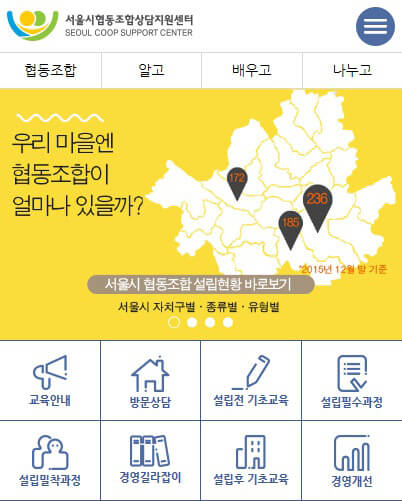 서울시협동조합상담지원센터
SEOUL COOP SUPPORT CENTER
협동조합 알고 배우고 나누고
우리 마을엔
협동조합이
얼마나 있을까?
172
236
185
*2015년 12월 말 기준
서울시 협동조합 설립현황 바로보기
서울시 자치구별 · 종류별 · 유형별
교육안내 방문상담 설립전 기초교육 설립필수과정
설립밀착과정 경영길라잡이 설립후 기초교육 경영개선